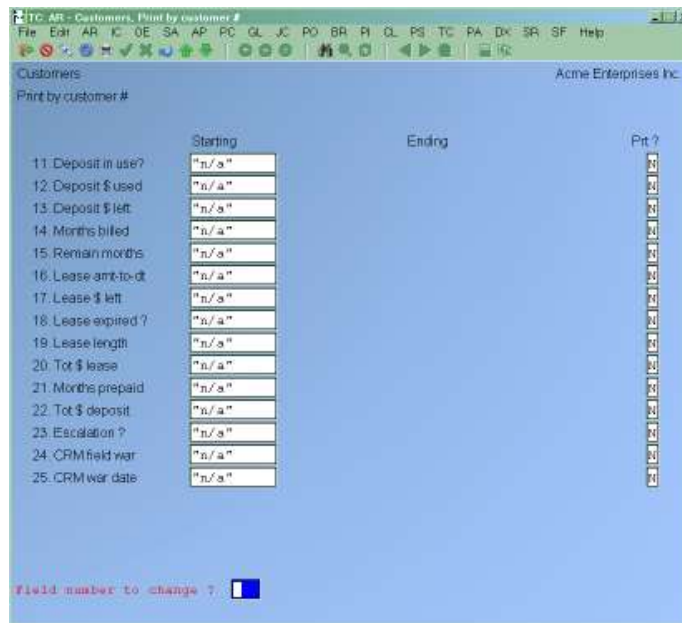 TC: AR - Customers, Print by customer #
File Edit AR IC OE SA AP PC GL JC PO BR PI CL PS TC PA DX SR SF Help
Customers Acme Enterprises Inc.
Print by customer #
Starting Ending Prt ?
11. Deposit in use? "n/a" N
12. Deposit $ used "n/a" N
13. Deposit $ left "n/a" N
14. Months billed "n/a" N
15. Remain months "n/a" N
16. Lease amt-to-dt "n/a" N
17. Lease $ left "n/a" N
18. Lease expired ? "n/a" N
19. Lease length "n/a" N
20. Tot $ lease "n/a" N
21. Months prepaid "n/a" N
22. Tot $ deposit "n/a" N
23. Escalation ? "n/a" N
24. CRM field war "n/a" N
25. CRM war date "n/a" N
Field number to change ?